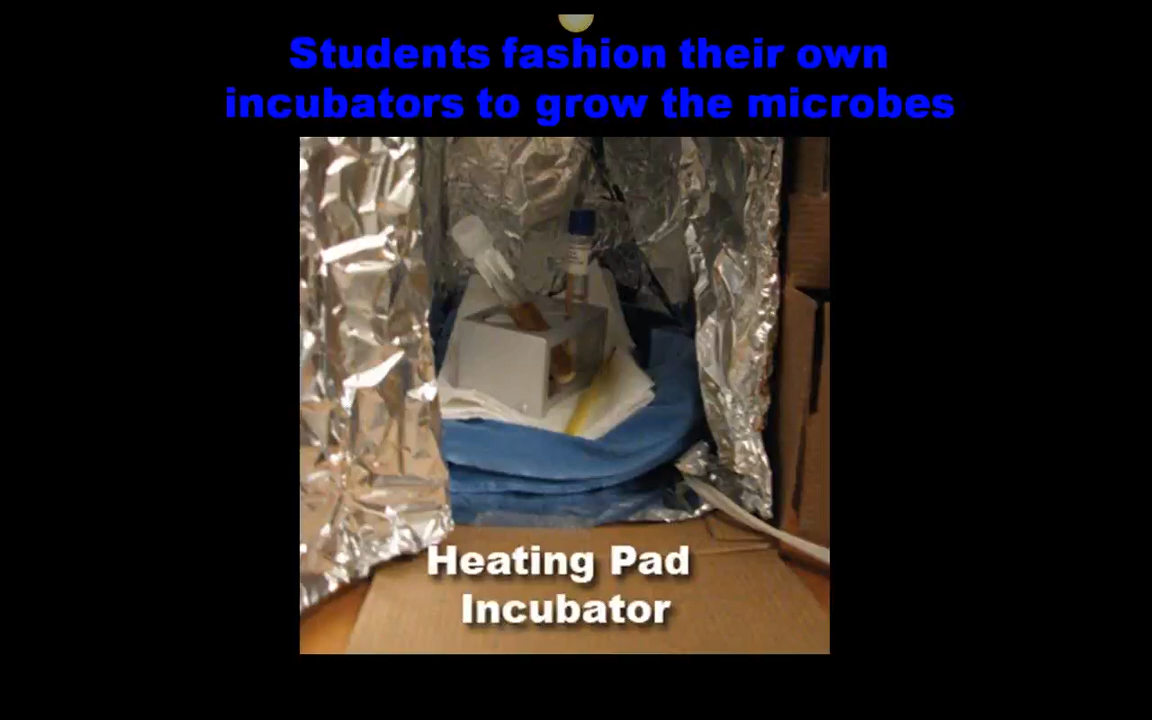 Students fashion their own
incubators to grow the microbes
Heating Pad
Incubator